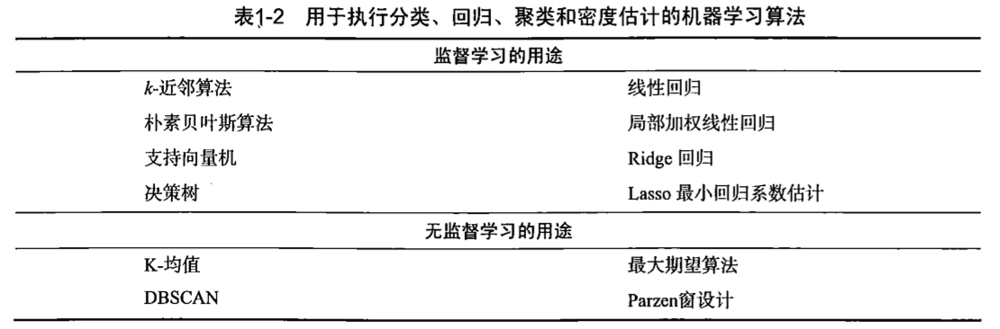 表1-2 用于执行分类、回归、聚类和密度估计的机器学习算法
监督学习的用途
k-近邻算法 线性回归
朴素贝叶斯算法 局部加权线性回归
支持向量机 Ridge 回归
决策树 Lasso 最小回归系数估计
无监督学习的用途
K-均值 最大期望算法
DBSCAN Parzen窗设计